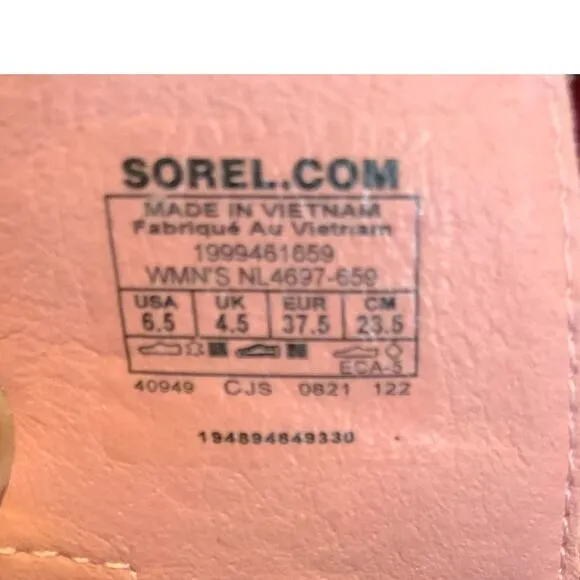 SOREL.COM
MADE IN VIETNAM
Fabriqué Au Vietnam
1999461659
WMN'S NL4697-659
USA UK EUR CM
6.5 4.5 37.5 23.5
ECA-5
40949 CJS 0821 122
194894849330